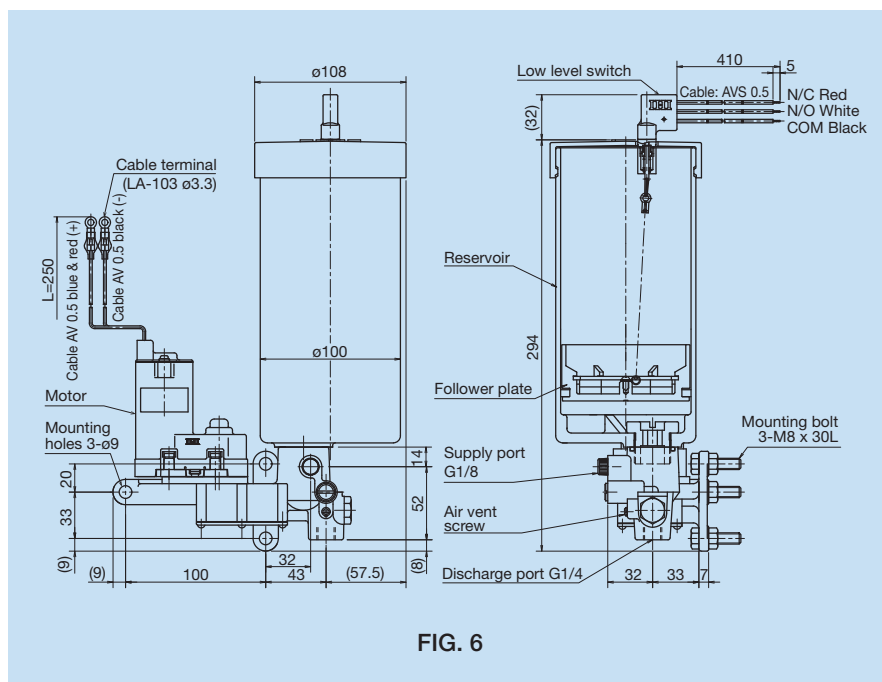 ø108
Low level switch
410
5
Cable: AVS 0.5
N/C Red
N/O White
COM Black
(32)
IHI
Cable terminal
(LA-103 ø3.3)
L=250
Cable AV 0.5 blue & red (+)
Cable AV 0.5 black (-)
Reservoir
294
ø100
Follower plate
Motor
IHI
Mounting
holes 3-ø9
Mounting bolt
3-M8 x 30L
Supply port
G1/8
14
20
52
33
Air vent
screw
(9)
(8)
32
(9)
100
43
(57.5)
Discharge port G1/4
32
33
7
FIG. 6